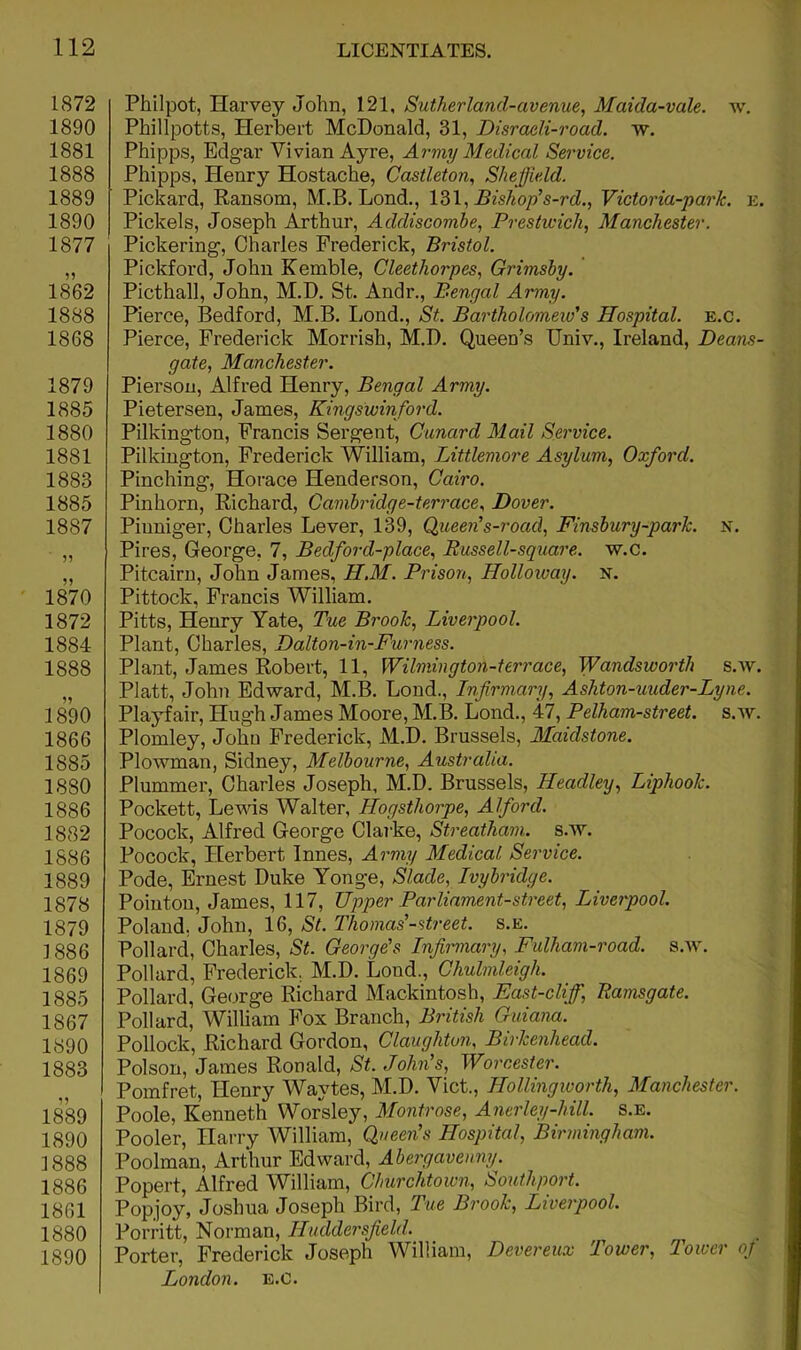 112 LICENTIATES.
1872 Philpot, Harvey John, 121, Sutherland-avenue, Maida-vale. w.
1890 Phillpotts, Herbert McDonald, 31, Disraeli-road. w.
1881 Phipps, Edgar Vivian Ayre, Army Medical Service.
1888 Phipps, Henry Hostache, Castleton, Sheffield.
1889 Pickard, Ransom, M.B. Lond., 131, Bishop's-rd., Victoria-park. E.
1890 Pickels, Joseph Arthur, Addiscombe, Prestwich, Manchester.
1877 Pickering, Charles Frederick, Bristol.
„ Pickford, John Kemble, Cleethorpes, Grimsby.
1862 Picthall, John, M.D. St. Andr., Bengal Army.
1888 Pierce, Bedford, M.B. Lond., St. Bartholomew's Hospital. E.C.
1868 Pierce, Frederick Morrish, M.D. Queen's Univ., Ireland, Deans-
gate, Manchester.
1879 Pierson, Alfred Henry, Bengal Army.
1885 Pietersen, James, Kingswinford.
1880 Pilkington, Francis Sergent, Cunard Mail Service.
1881 Pilkington, Frederick William, Littlemore Asylum, Oxford.
1883 Pinching, Horace Henderson, Cairo.
1885 Pinhorn, Richard, Cambridge-terrace, Dover.
1887 Pinniger, Charles Lever, 139, Queen's-road, Finsbury-park. N.
„ Pires, George, 7, Bedford-place, Russell-square. w.c.
„ Pitcairn, John James, H.M. Prison, Holloway. N.
1870 Pittock, Francis William.
1872 Pitts, Henry Yate, Tue Brook, Liverpool.
1884 Plant, Charles, Dalton-in-Furness.
1888 Plant, James Robert, 11, Wilmington-terrace, Wandsworth s.w.
„ Platt, John Edward, M.B. Lond., Infirmary, Ashton-uuder-Lyne.
1890 Playfair, Hugh James Moore, M.B. Lond., 47, Pelham-street. s.w.
1866 Plomley, John Frederick, M.D. Brussels, Maidstone.
1885 Plowman, Sidney, Melbourne, Australia.
1880 Plummer, Charles Joseph, M.D. Brussels, Headley, Liphook.
1886 Pockett, Lewis Walter, Hogsthorpe, Alford.
1882 Pocock, Alfred George Clarke, Streatham. s.w.
1886 Pocock, Herbert Innes, Army Medical Service.
1889 Pode, Ernest Duke Yonge, Slade, Ivybridge.
1878 Pointon, James, 117, Upper Parliament-street, Liverpool.
1879 Poland, John, 16, St. Thomas'-street. s.E.
1886 Pollard, Charles, St. George's Infirmary, Fulham-road. s.w.
1869 Pollard, Frederick, M.D. Lond., Chulmleigh.
1885 Pollard, George Richard Mackintosh, East-cliff, Ramsgate.
1867 Pollard, William Fox Branch, British Guiana.
1890 Pollock, Richard Gordon, Claughton, Birkenhead.
1883 Polson, James Ronald, St. John's, Worcester.
„ Pomfret, Henry Waytes, M.D. Vict., Hollingworth, Manchester.
1889 Poole, Kenneth Worsley, Montrose, Anerley-hill. S.E.
1890 Pooler, Harry William, Queen's Hospital, Birmingham.
1888 Poolman, Arthur Edward, Abergavenny.
1886 Popert, Alfred William, Churchtown, Southport.
1861 Popjoy, Joshua Joseph Bird, Tue Brook, Liverpool.
1880 Porritt, Norman, Huddersfield.
1890 Porter, Frederick Joseph William, Devereux Tower, Tower of
London. E.C.